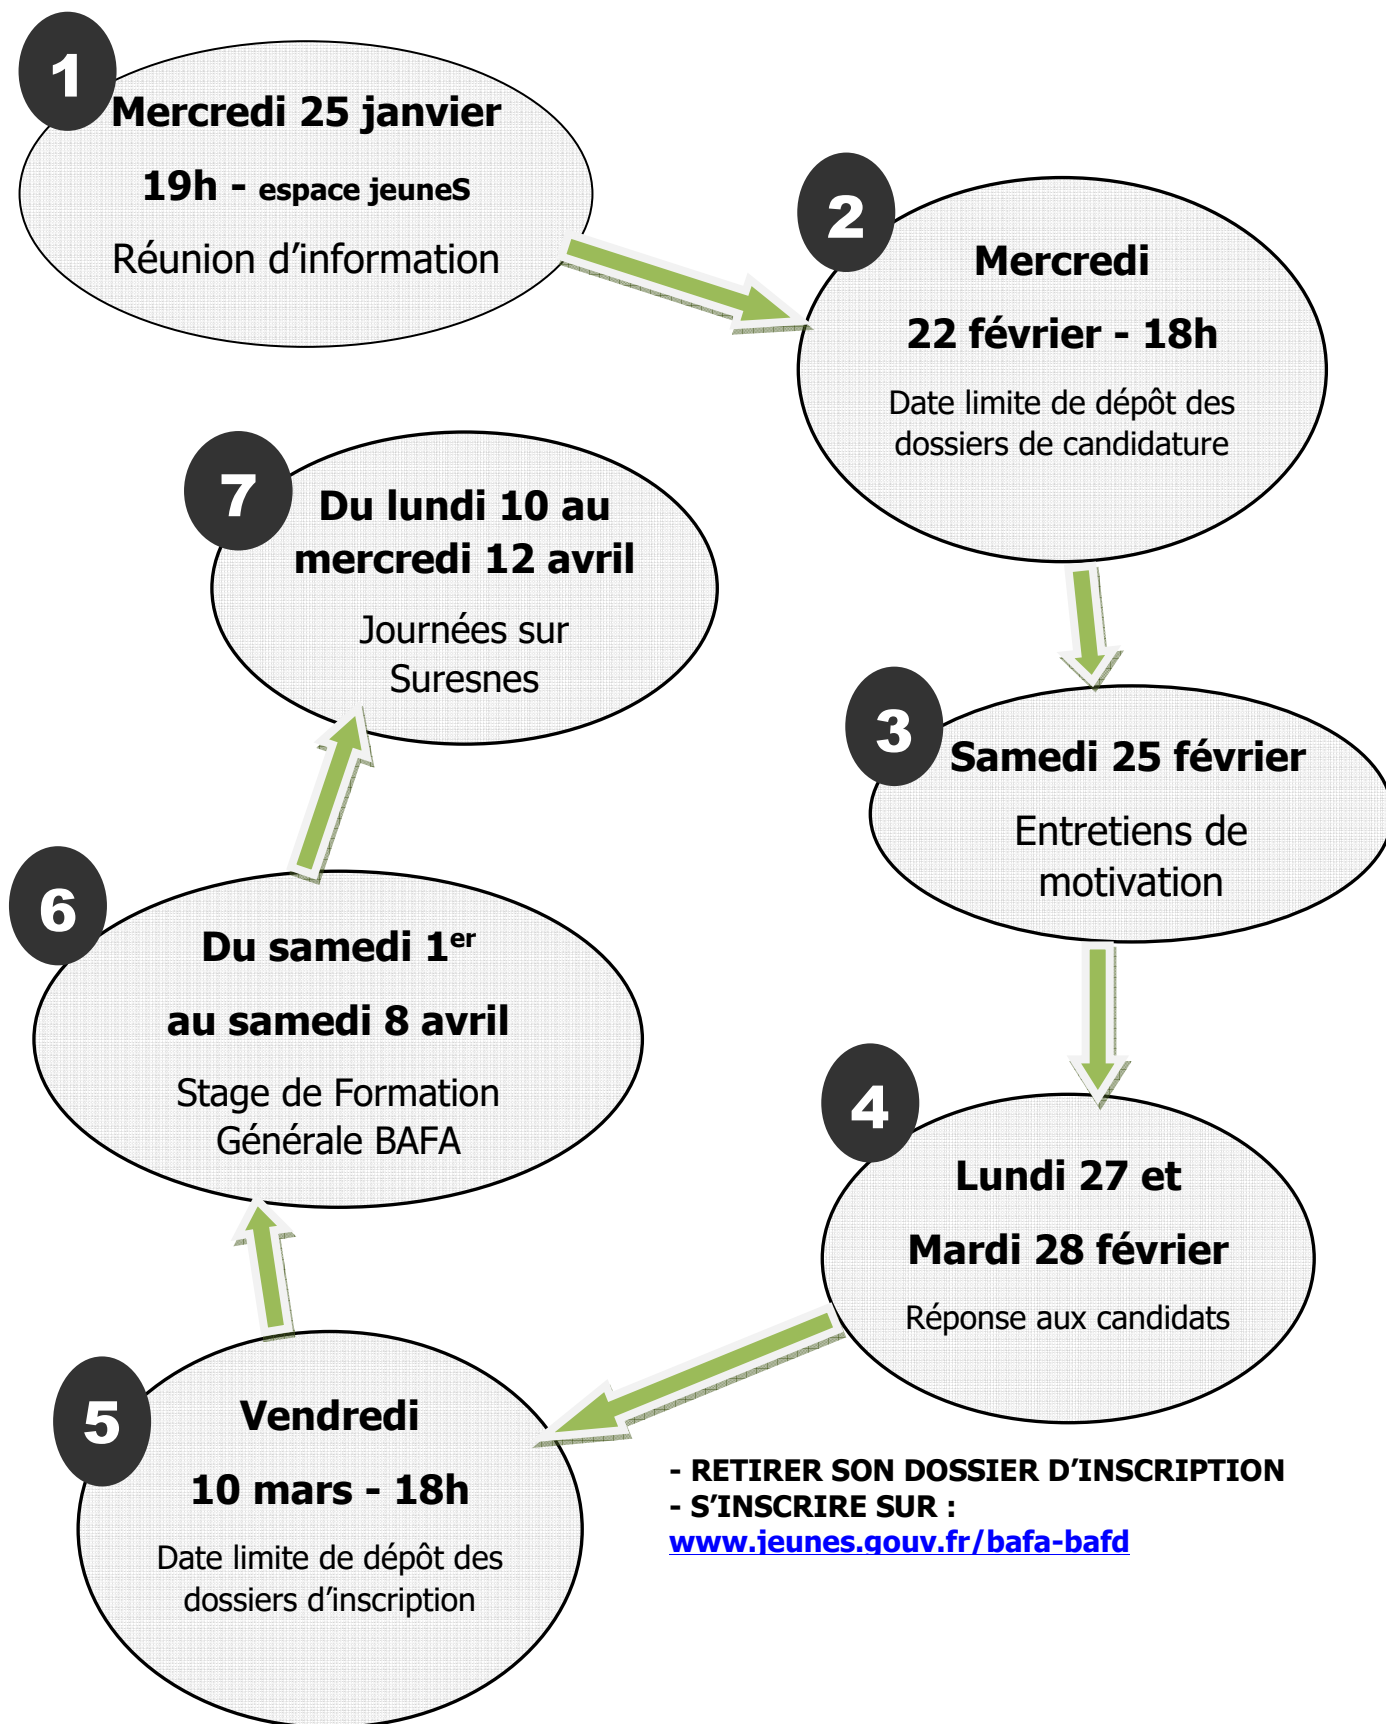 1
Mercredi 25 janvier
19h - espace jeuneS
Réunion d’information
2
Mercredi
22 février - 18h
Date limite de dépôt des
dossiers de candidature
3
Samedi 25 février
Entretiens de
motivation
4
Lundi 27 et
Mardi 28 février
Réponse aux candidats
- RETIRER SON DOSSIER D’INSCRIPTION
- S’INSCRIRE SUR :
www.jeunes.gouv.fr/bafa-bafd
5
Vendredi
10 mars - 18h
Date limite de dépôt des
dossiers d’inscription
6
Du samedi 1er
au samedi 8 avril
Stage de Formation
Générale BAFA
7
Du lundi 10 au
mercredi 12 avril
Journées sur
Suresnes